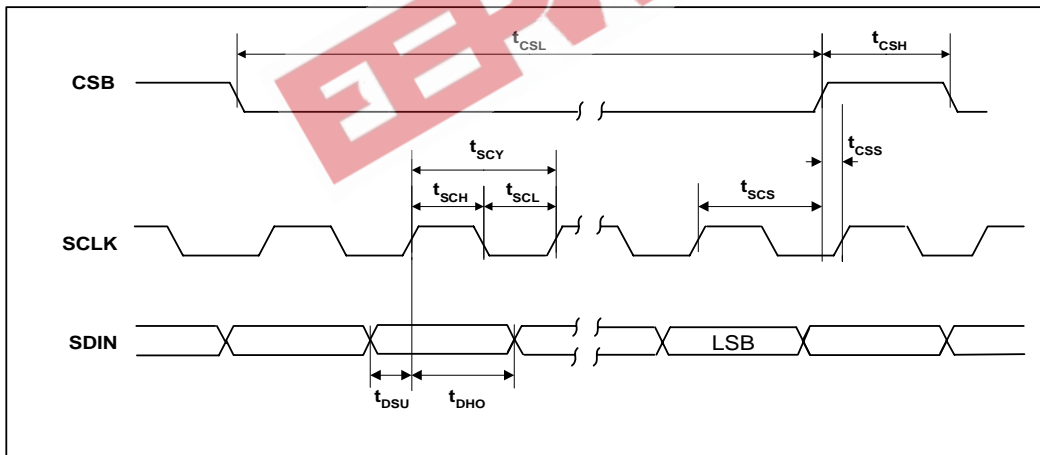 tCSL
tCSH
CSB
tCSS
tSCY
tSCH
tSCL
tSCS
SCLK
SDIN
LSB
tDSU
tDHO